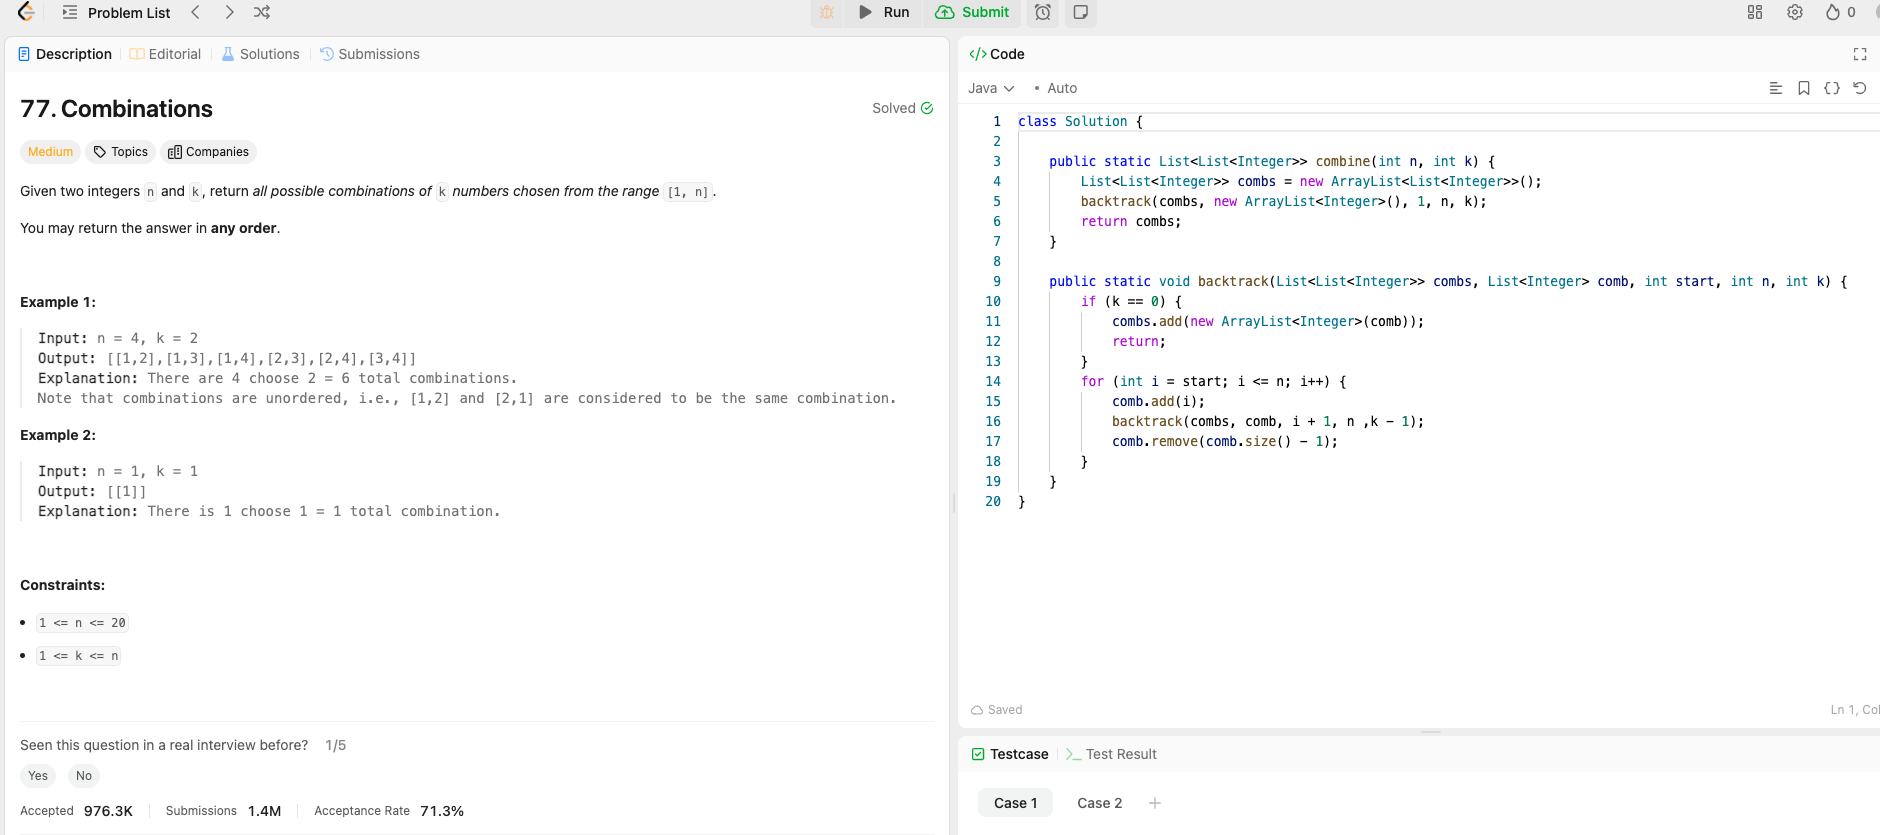 Problem List
Run
Submit
0
Description
Editorial
Solutions
Submissions
77. Combinations
Solved
Medium
Topics
Companies
Given two integers n and k, return all possible combinations of k numbers chosen from the range [1, n].
You may return the answer in any order.
Example 1:
Input: n = 4, k = 2
Output: [[1,2],[1,3],[1,4],[2,3],[2,4],[3,4]]
Explanation: There are 4 choose 2 = 6 total combinations.
Note that combinations are unordered, i.e., [1,2] and [2,1] are considered to be the same combination.
Example 2:
Input: n = 1, k = 1
Output: [[1]]
Explanation: There is 1 choose 1 = 1 total combination.
Constraints:
• 1 <= n <= 20
• 1 <= k <= n
Seen this question in a real interview before? 1/5
Yes
No
Accepted 976.3K
Submissions 1.4M
Acceptance Rate 71.3%
</> Code
Java
• Auto
1 class Solution {
2
3     public static List<List<Integer>> combine(int n, int k) {
4         List<List<Integer>> combs = new ArrayList<List<Integer>>();
5         backtrack(combs, new ArrayList<Integer>(), 1, n, k);
6         return combs;
7     }
8
9     public static void backtrack(List<List<Integer>> combs, List<Integer> comb, int start, int n, int k) {
10         if (k == 0) {
11             combs.add(new ArrayList<Integer>(comb));
12             return;
13         }
14         for (int i = start; i <= n; i++) {
15             comb.add(i);
16             backtrack(combs, comb, i + 1, n ,k - 1);
17             comb.remove(comb.size() - 1);
18         }
19     }
20 }
Saved
Ln 1, Col
Testcase
>_ Test Result
Case 1
Case 2
+